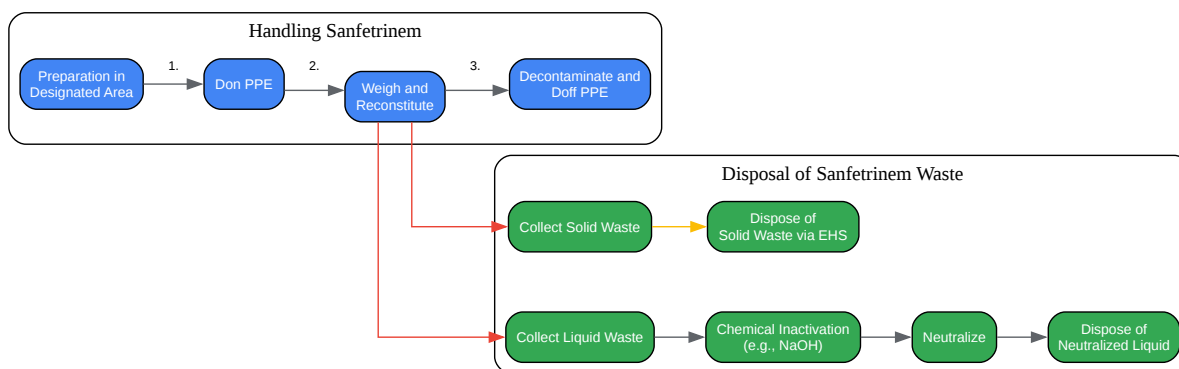 Handling Sanfetrinem
Preparation in
Designated Area
1.
Don PPE
2.
Weigh and
Reconstitute
3.
Decontaminate and
Doff PPE
Disposal of Sanfetrinem Waste
Collect Solid Waste
Dispose of
Solid Waste via EHS
Collect Liquid Waste
Chemical Inactivation
(e.g., NaOH)
Neutralize
Dispose of
Neutralized Liquid